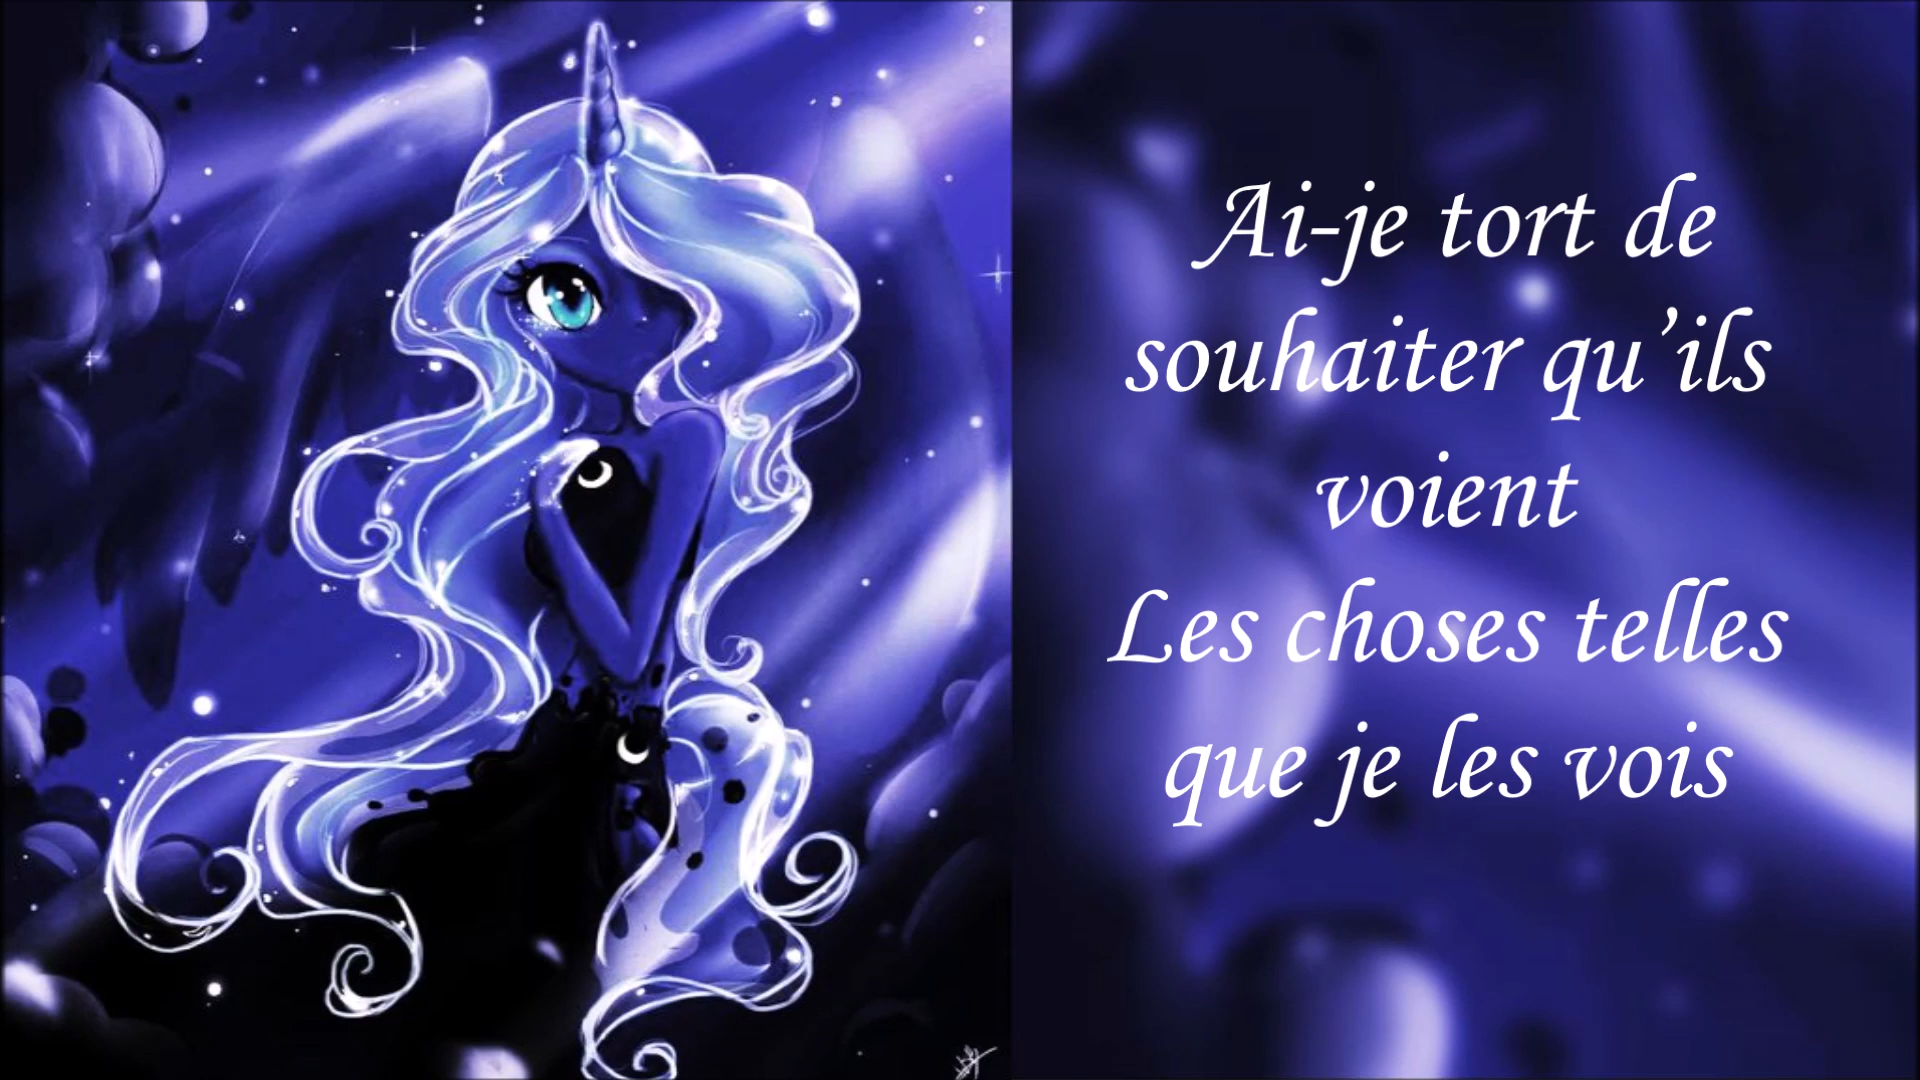 Ai-je tort de
souhaiter qu’ils
voient
Les choses telles
que je les vois